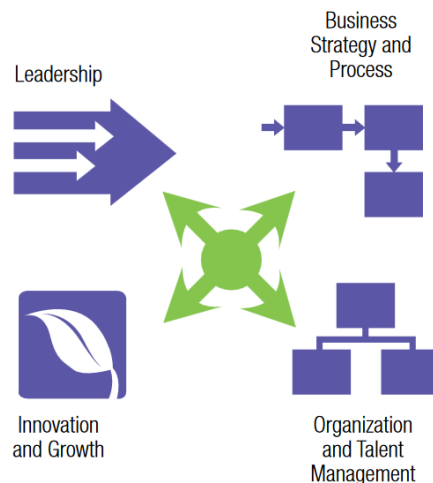 Leadership
Business
Strategy and
Process
Innovation
and Growth
Organization
and Talent
Management